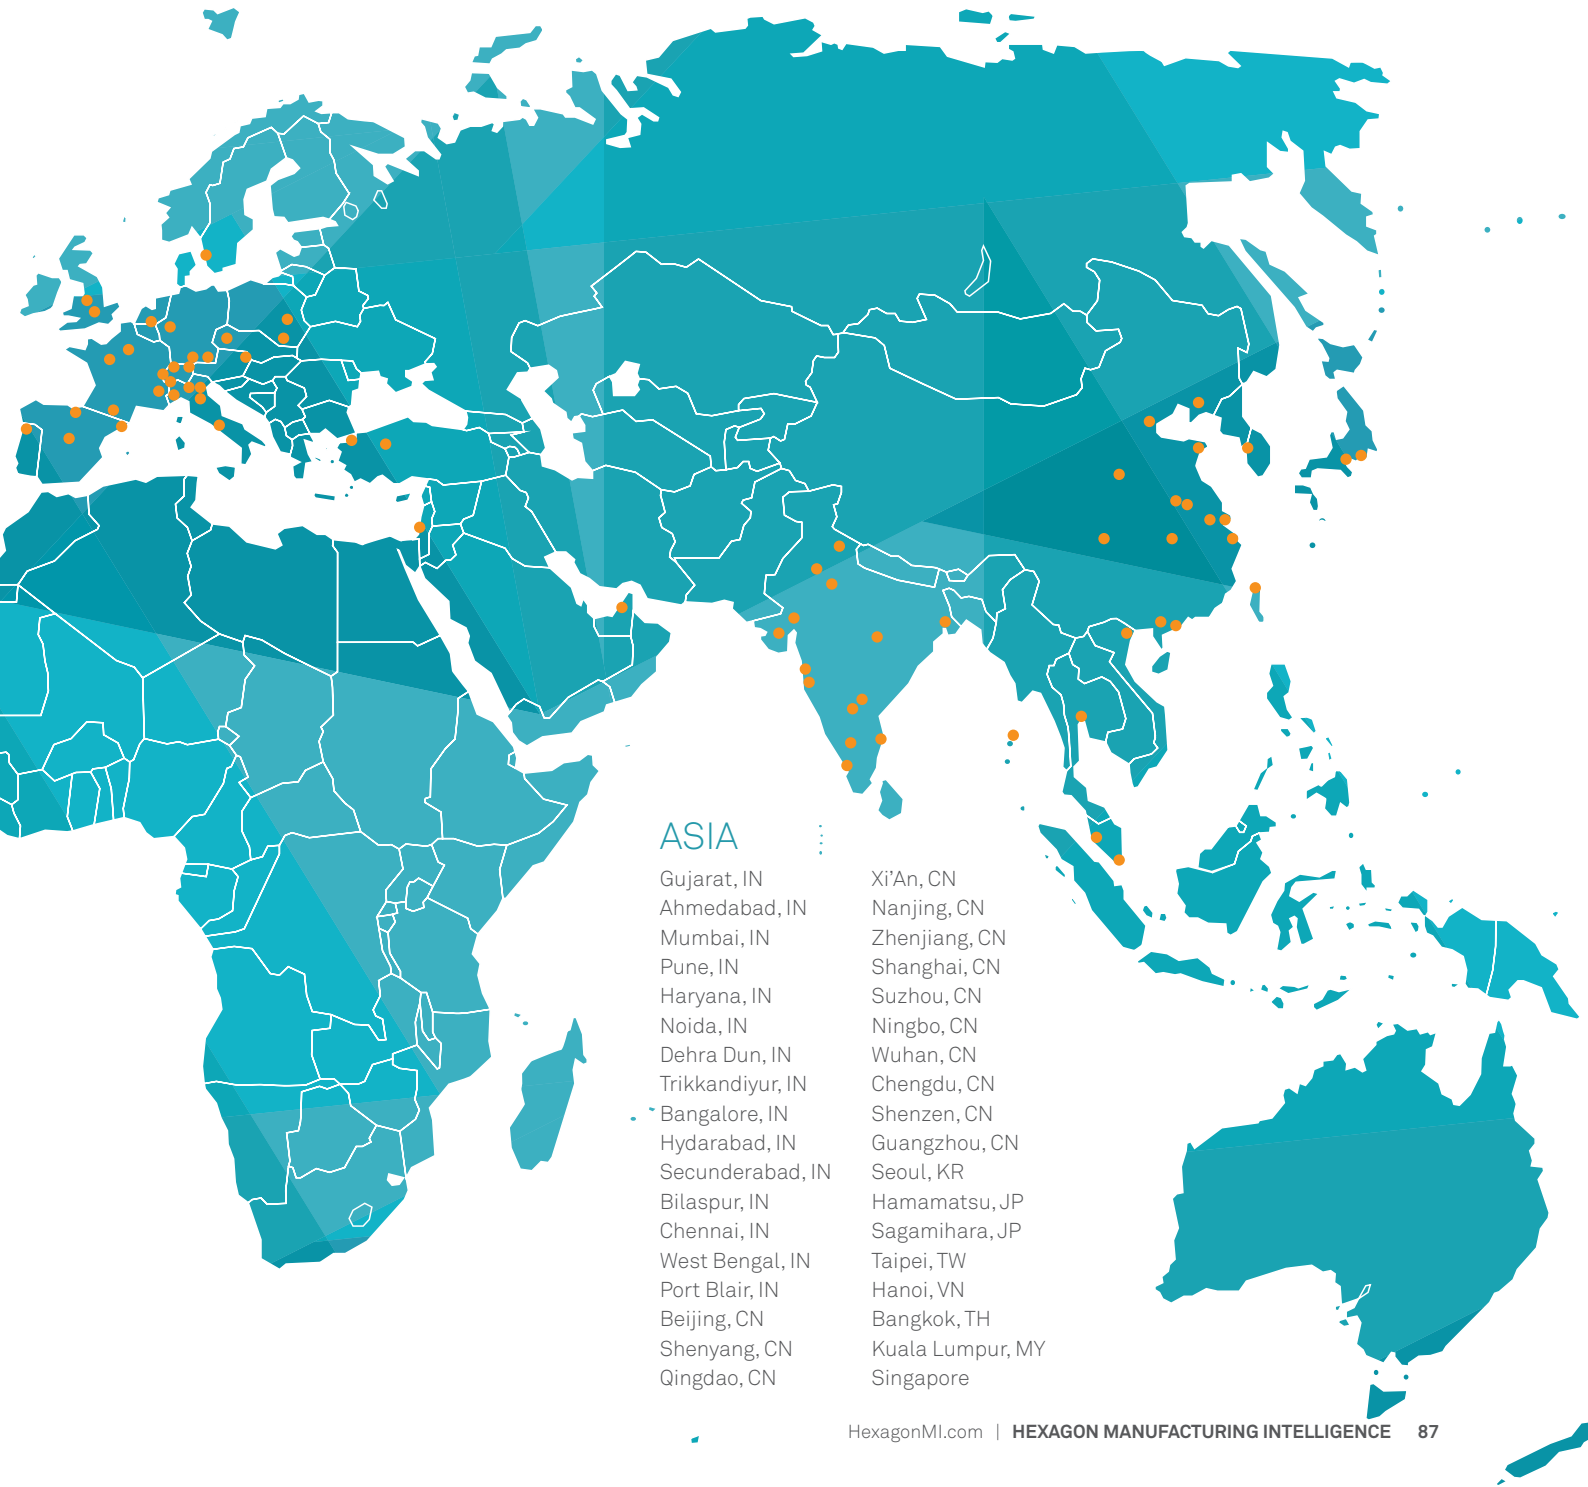 ASIA
Gujarat, IN
Ahmedabad, IN
Mumbai, IN
Pune, IN
Haryana, IN
Noida, IN
Dehra Dun, IN
Trikkandiyur, IN
Bangalore, IN
Hydarabad, IN
Secunderabad, IN
Bilaspur, IN
Chennai, IN
West Bengal, IN
Port Blair, IN
Beijing, CN
Shenyang, CN
Qingdao, CN
Xi’An, CN
Nanjing, CN
Zhenjiang, CN
Shanghai, CN
Suzhou, CN
Ningbo, CN
Wuhan, CN
Chengdu, CN
Shenzen, CN
Guangzhou, CN
Seoul, KR
Hamamatsu, JP
Sagamihara, JP
Taipei, TW
Hanoi, VN
Bangkok, TH
Kuala Lumpur, MY
Singapore
HexagonMI.com | HEXAGON MANUFACTURING INTELLIGENCE 87